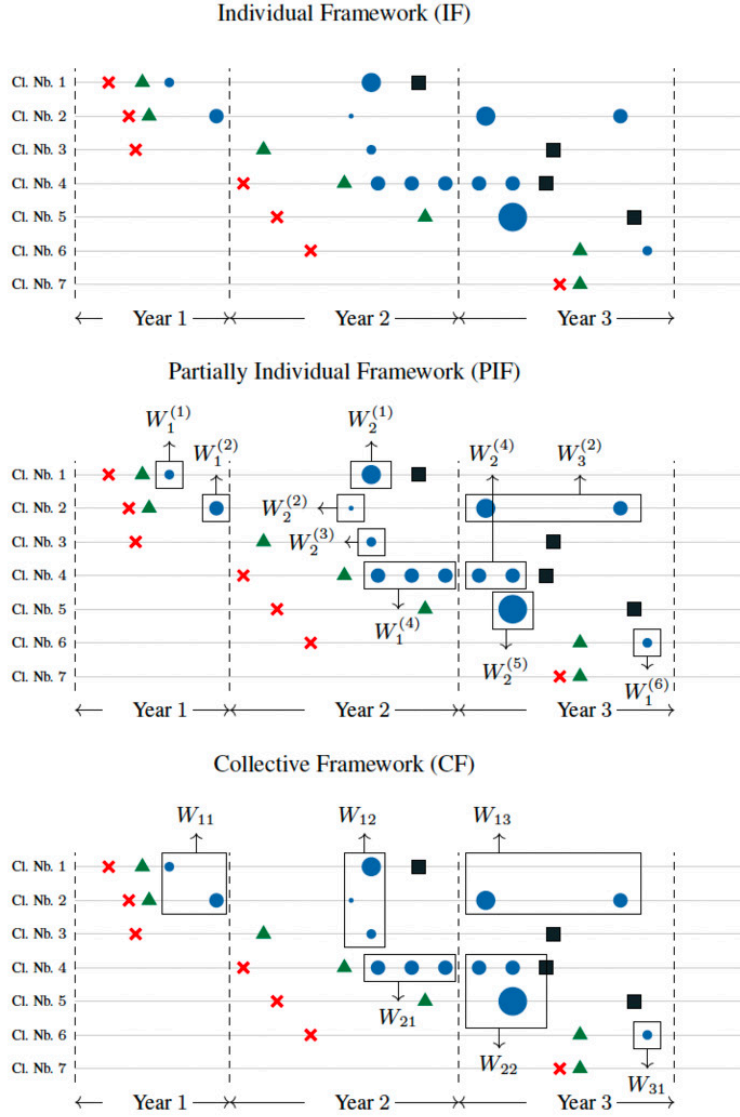 Individual Framework (IF)
Cl. Nb. 1
Cl. Nb. 2
Cl. Nb. 3
Cl. Nb. 4
Cl. Nb. 5
Cl. Nb. 6
Cl. Nb. 7
Year 1 Year 2 Year 3
Partially Individual Framework (PIF)
W_1^{(1)} W_2^{(1)}
W_1^{(2)} W_2^{(4)} W_3^{(2)}
Cl. Nb. 1
Cl. Nb. 2
W_2^{(2)}
Cl. Nb. 3
W_2^{(3)}
Cl. Nb. 4
Cl. Nb. 5
W_1^{(4)}
Cl. Nb. 6
W_2^{(5)}
Cl. Nb. 7
W_1^{(6)}
Year 1 Year 2 Year 3
Collective Framework (CF)
W_{11} W_{12} W_{13}
Cl. Nb. 1
Cl. Nb. 2
Cl. Nb. 3
Cl. Nb. 4
Cl. Nb. 5
W_{21}
Cl. Nb. 6
W_{22}
Cl. Nb. 7
W_{31}
Year 1 Year 2 Year 3